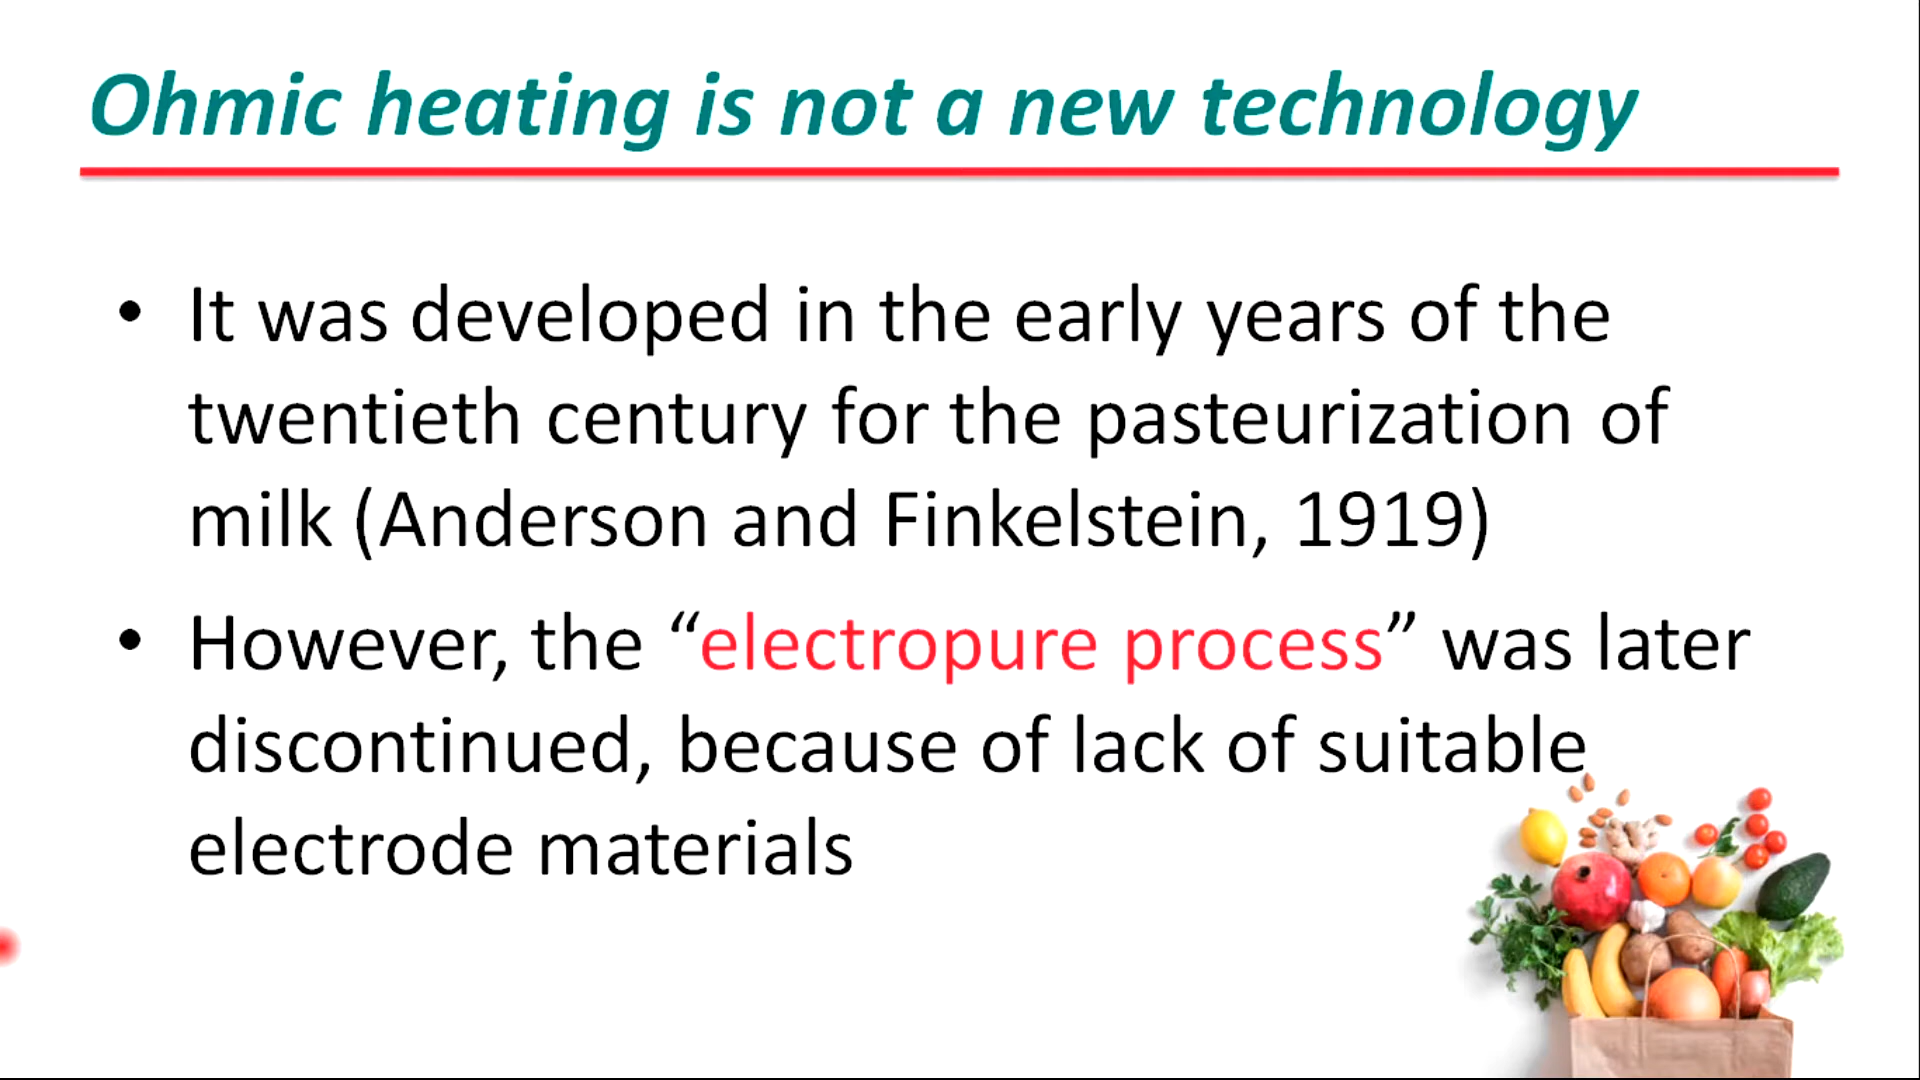 Ohmic heating is not a new technology
• It was developed in the early years of the
twentieth century for the pasteurization of
milk (Anderson and Finkelstein, 1919)
• However, the “electropure process” was later
discontinued, because of lack of suitable
electrode materials